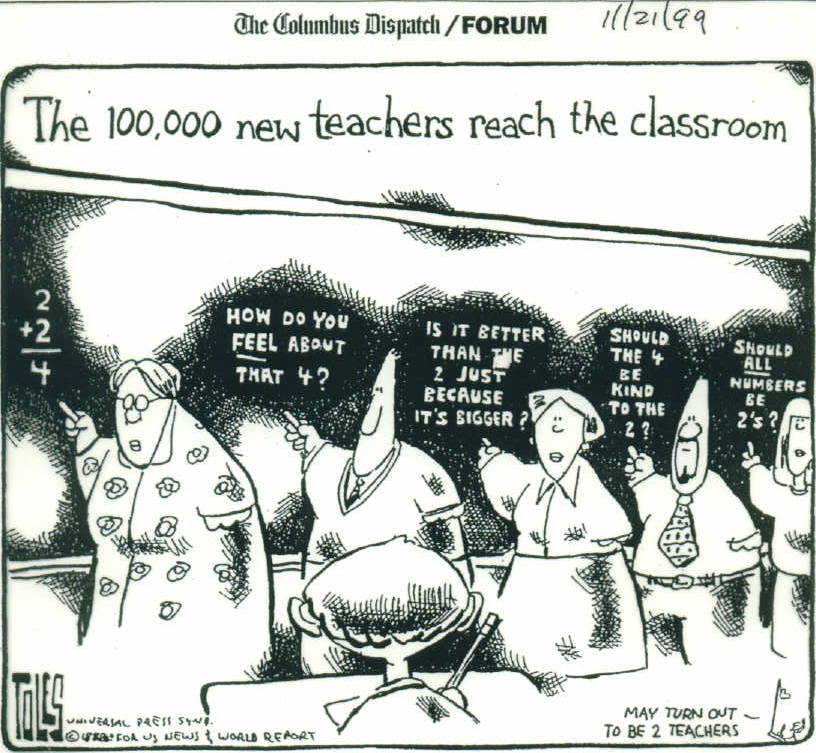 The Columbus Dispatch / FORUM
11/21/99
The 100,000 new teachers reach the classroom
2
+2
4
HOW DO YOU
FEEL ABOUT
THAT 4?
IS IT BETTER
THAN THE
2 JUST
BECAUSE
IT'S BIGGER?
SHOULD
THE 4
BE
KIND
TO THE
2?
SHOULD
ALL
NUMBERS
BE
2'S?
TOLES
UNIVERSAL PRESS SYND.
© FOR US NEWS & WORLD REPORT
MAY TURN OUT
TO BE 2 TEACHERS